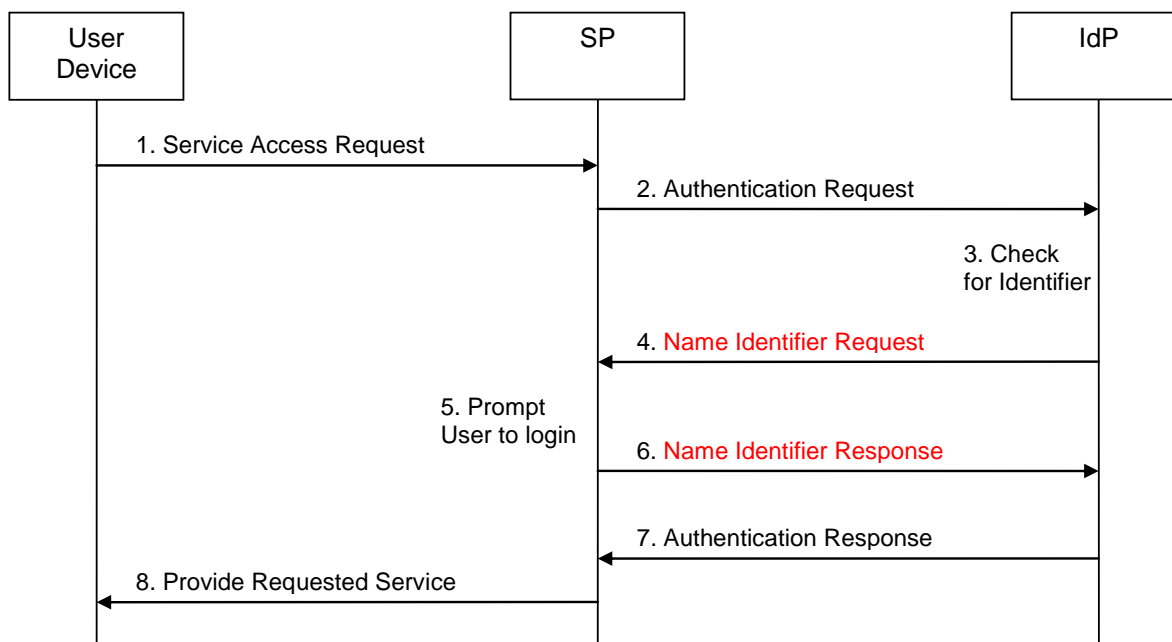 User
Device
SP
IdP
1. Service Access Request
2. Authentication Request
3. Check
for Identifier
4. Name Identifier Request
5. Prompt
User to login
6. Name Identifier Response
7. Authentication Response
8. Provide Requested Service